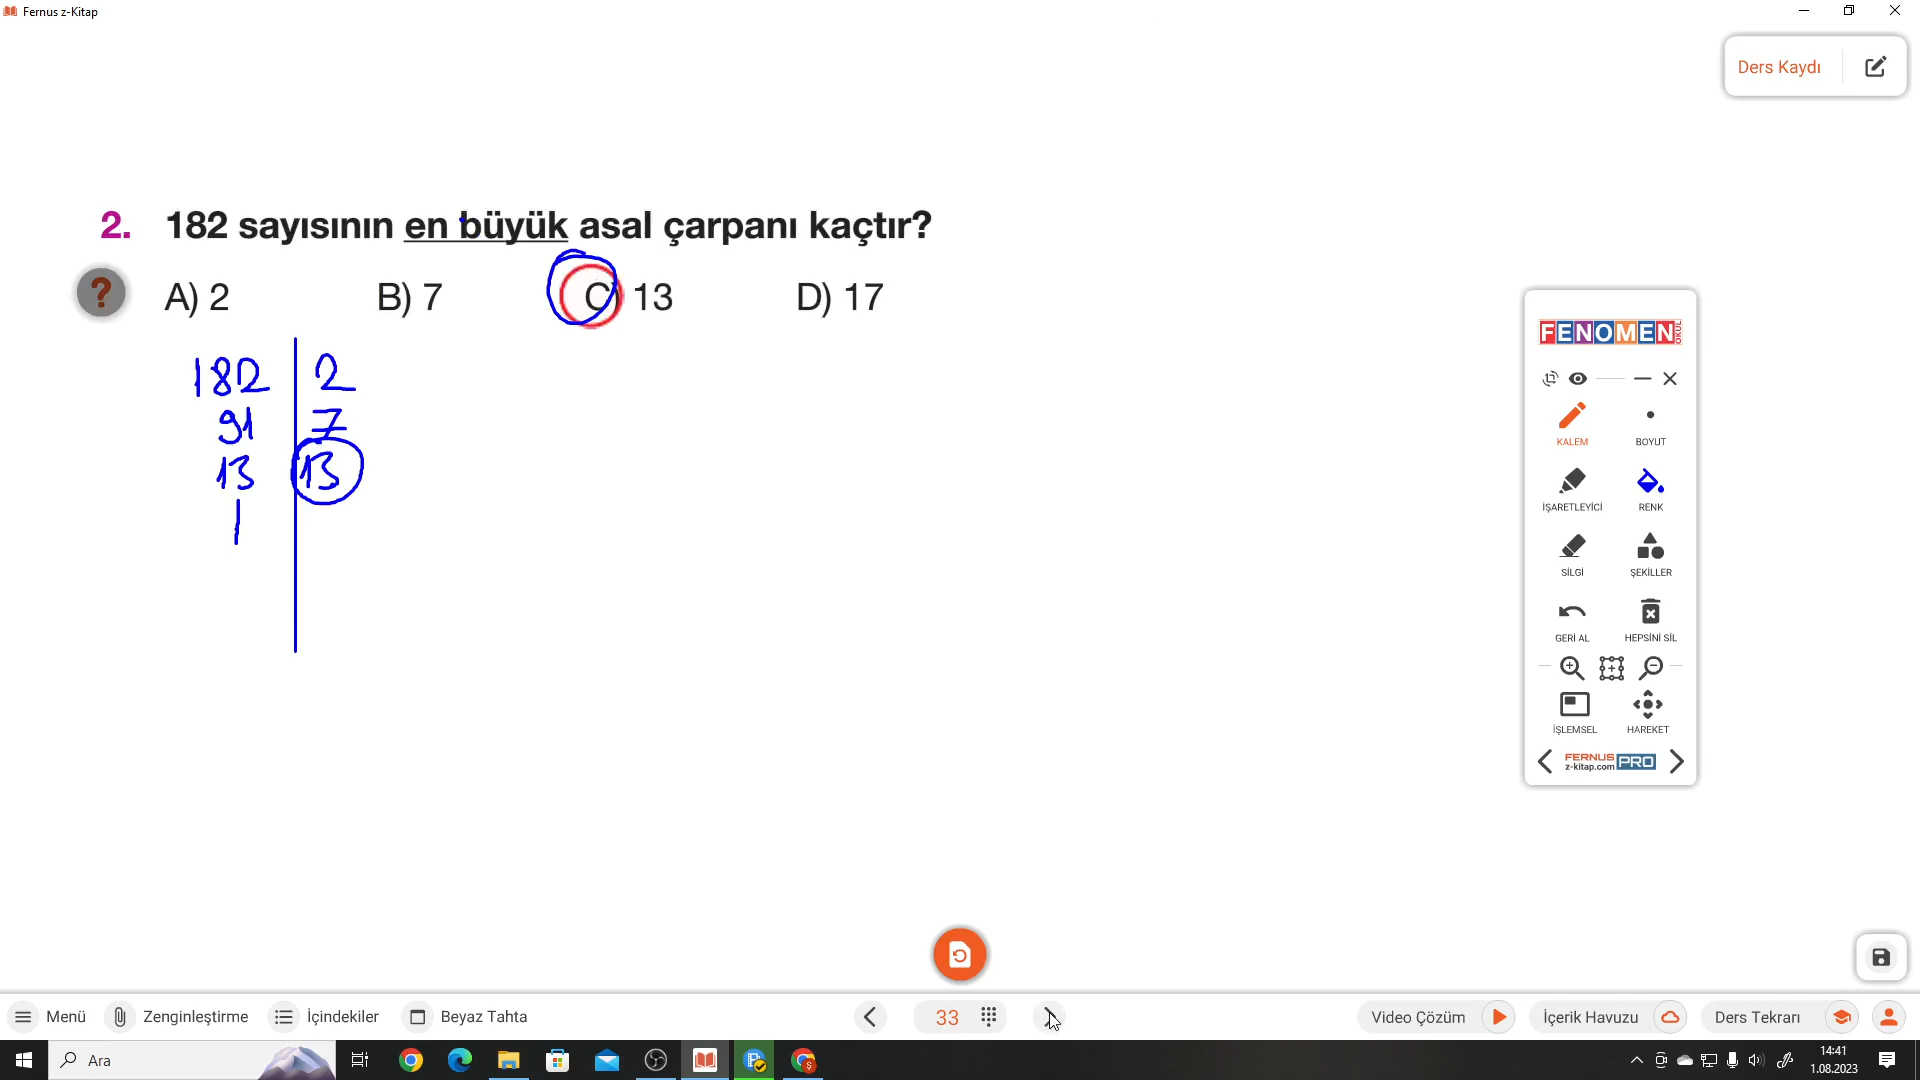 Fernus z-Kitap
Ders Kaydı
2. 182 sayısının en büyük asal çarpanı kaçtır?
A) 2 B) 7 C) 13 D) 17
182 2
91 7
13 13
1
FENOMEN OKUL
KALEM BOYUT
İŞARETLEYİCİ RENK
SİLGİ ŞEKİLLER
GERİ AL HEPSİNİ SİL
İŞLEMSEL HAREKET
FERNUS
z-kitap.com PRO
Menü Zenginleştirme İçindekiler Beyaz Tahta 33 Video Çözüm İçerik Havuzu Ders Tekrarı
Ara
14:41
1.08.2023